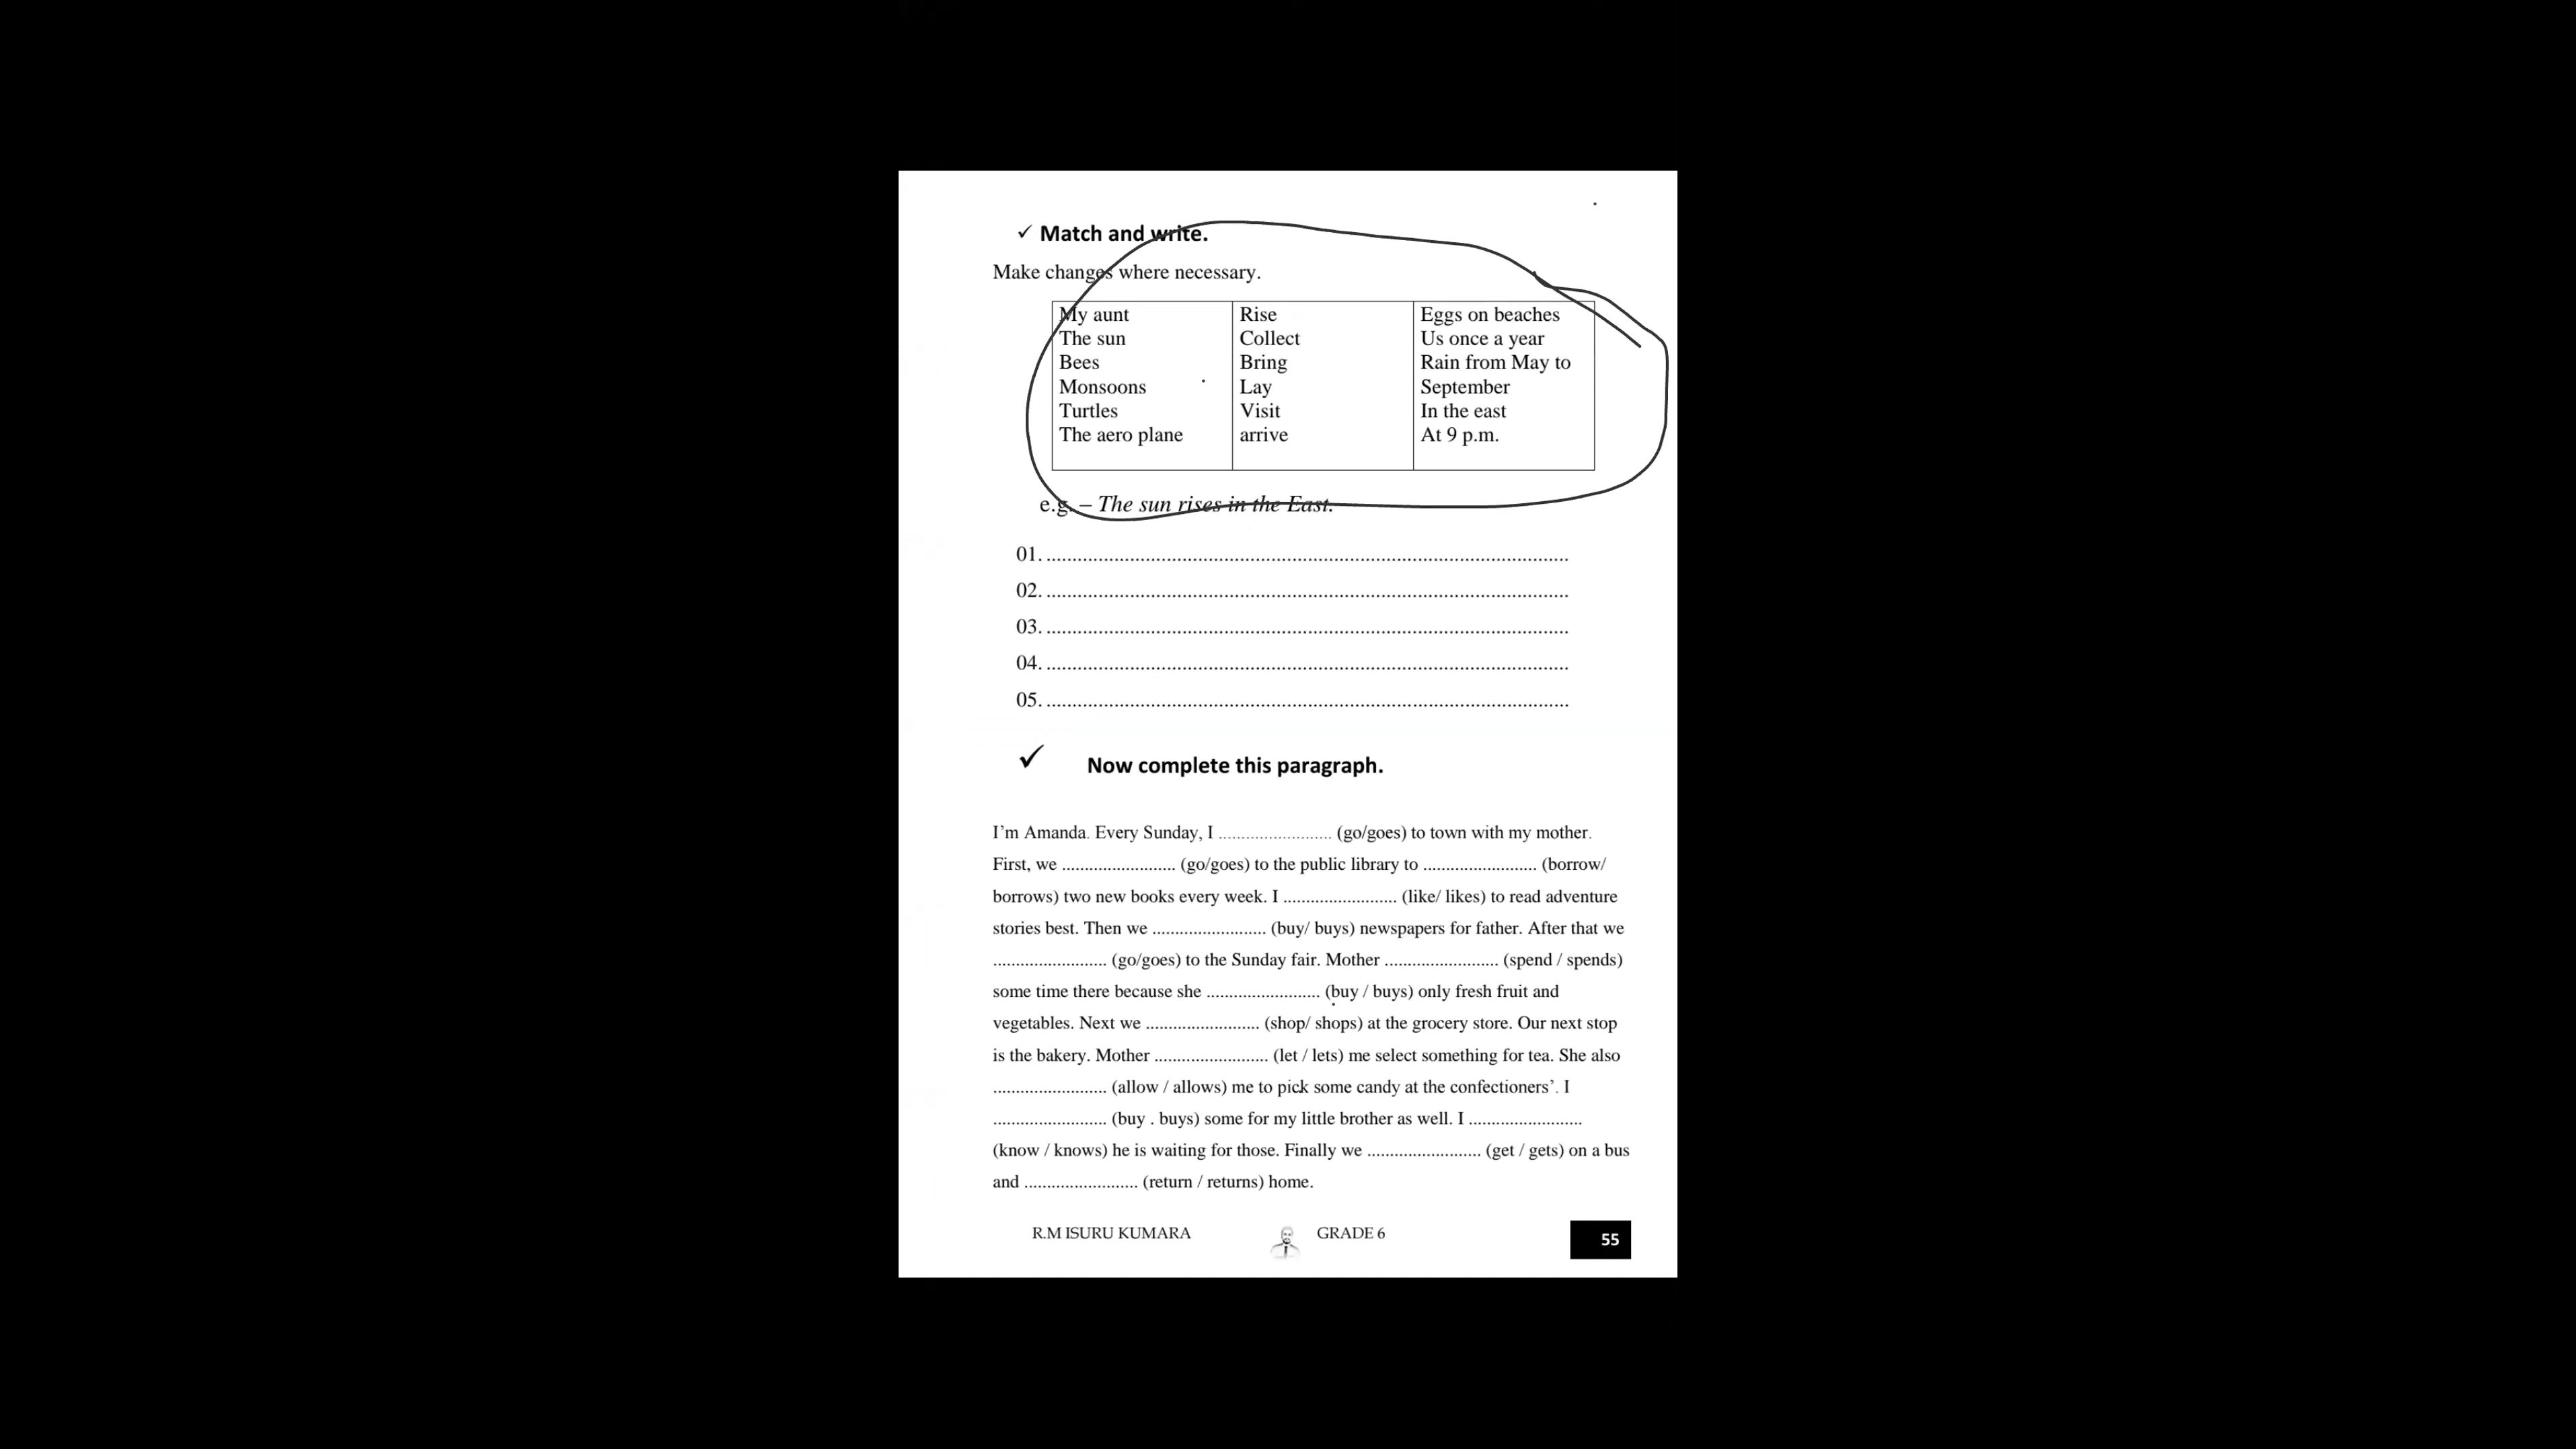 ✓ Match and write.
Make changes where necessary.
My aunt Rise Eggs on beaches
The sun Collect Us once a year
Bees Bring Rain from May to
Monsoons Lay September
Turtles Visit In the east
The aero plane arrive At 9 p.m.
e.g. – The sun rises in the East.
01. ....................................................................................................
02. ....................................................................................................
03. ....................................................................................................
04. ....................................................................................................
05. ....................................................................................................
✓ Now complete this paragraph.
I’m Amanda. Every Sunday, I ......................... (go/goes) to town with my mother.
First, we ......................... (go/goes) to the public library to ......................... (borrow/
borrows) two new books every week. I ......................... (like/ likes) to read adventure
stories best. Then we ......................... (buy/ buys) newspapers for father. After that we
......................... (go/goes) to the Sunday fair. Mother ......................... (spend / spends)
some time there because she ......................... (buy / buys) only fresh fruit and
vegetables. Next we ......................... (shop/ shops) at the grocery store. Our next stop
is the bakery. Mother ......................... (let / lets) me select something for tea. She also
......................... (allow / allows) me to pick some candy at the confectioners’. I
......................... (buy . buys) some for my little brother as well. I .........................
(know / knows) he is waiting for those. Finally we ......................... (get / gets) on a bus
and ......................... (return / returns) home.
R.M ISURU KUMARA GRADE 6 55